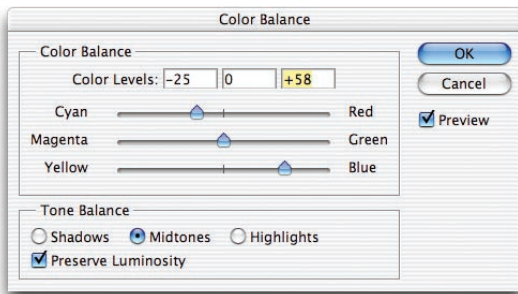 Color Balance
Color Balance
Color Levels: -25 0 +58
Cyan Red
Magenta Green
Yellow Blue
Tone Balance
Shadows Midtones Highlights
Preserve Luminosity
OK
Cancel
Preview